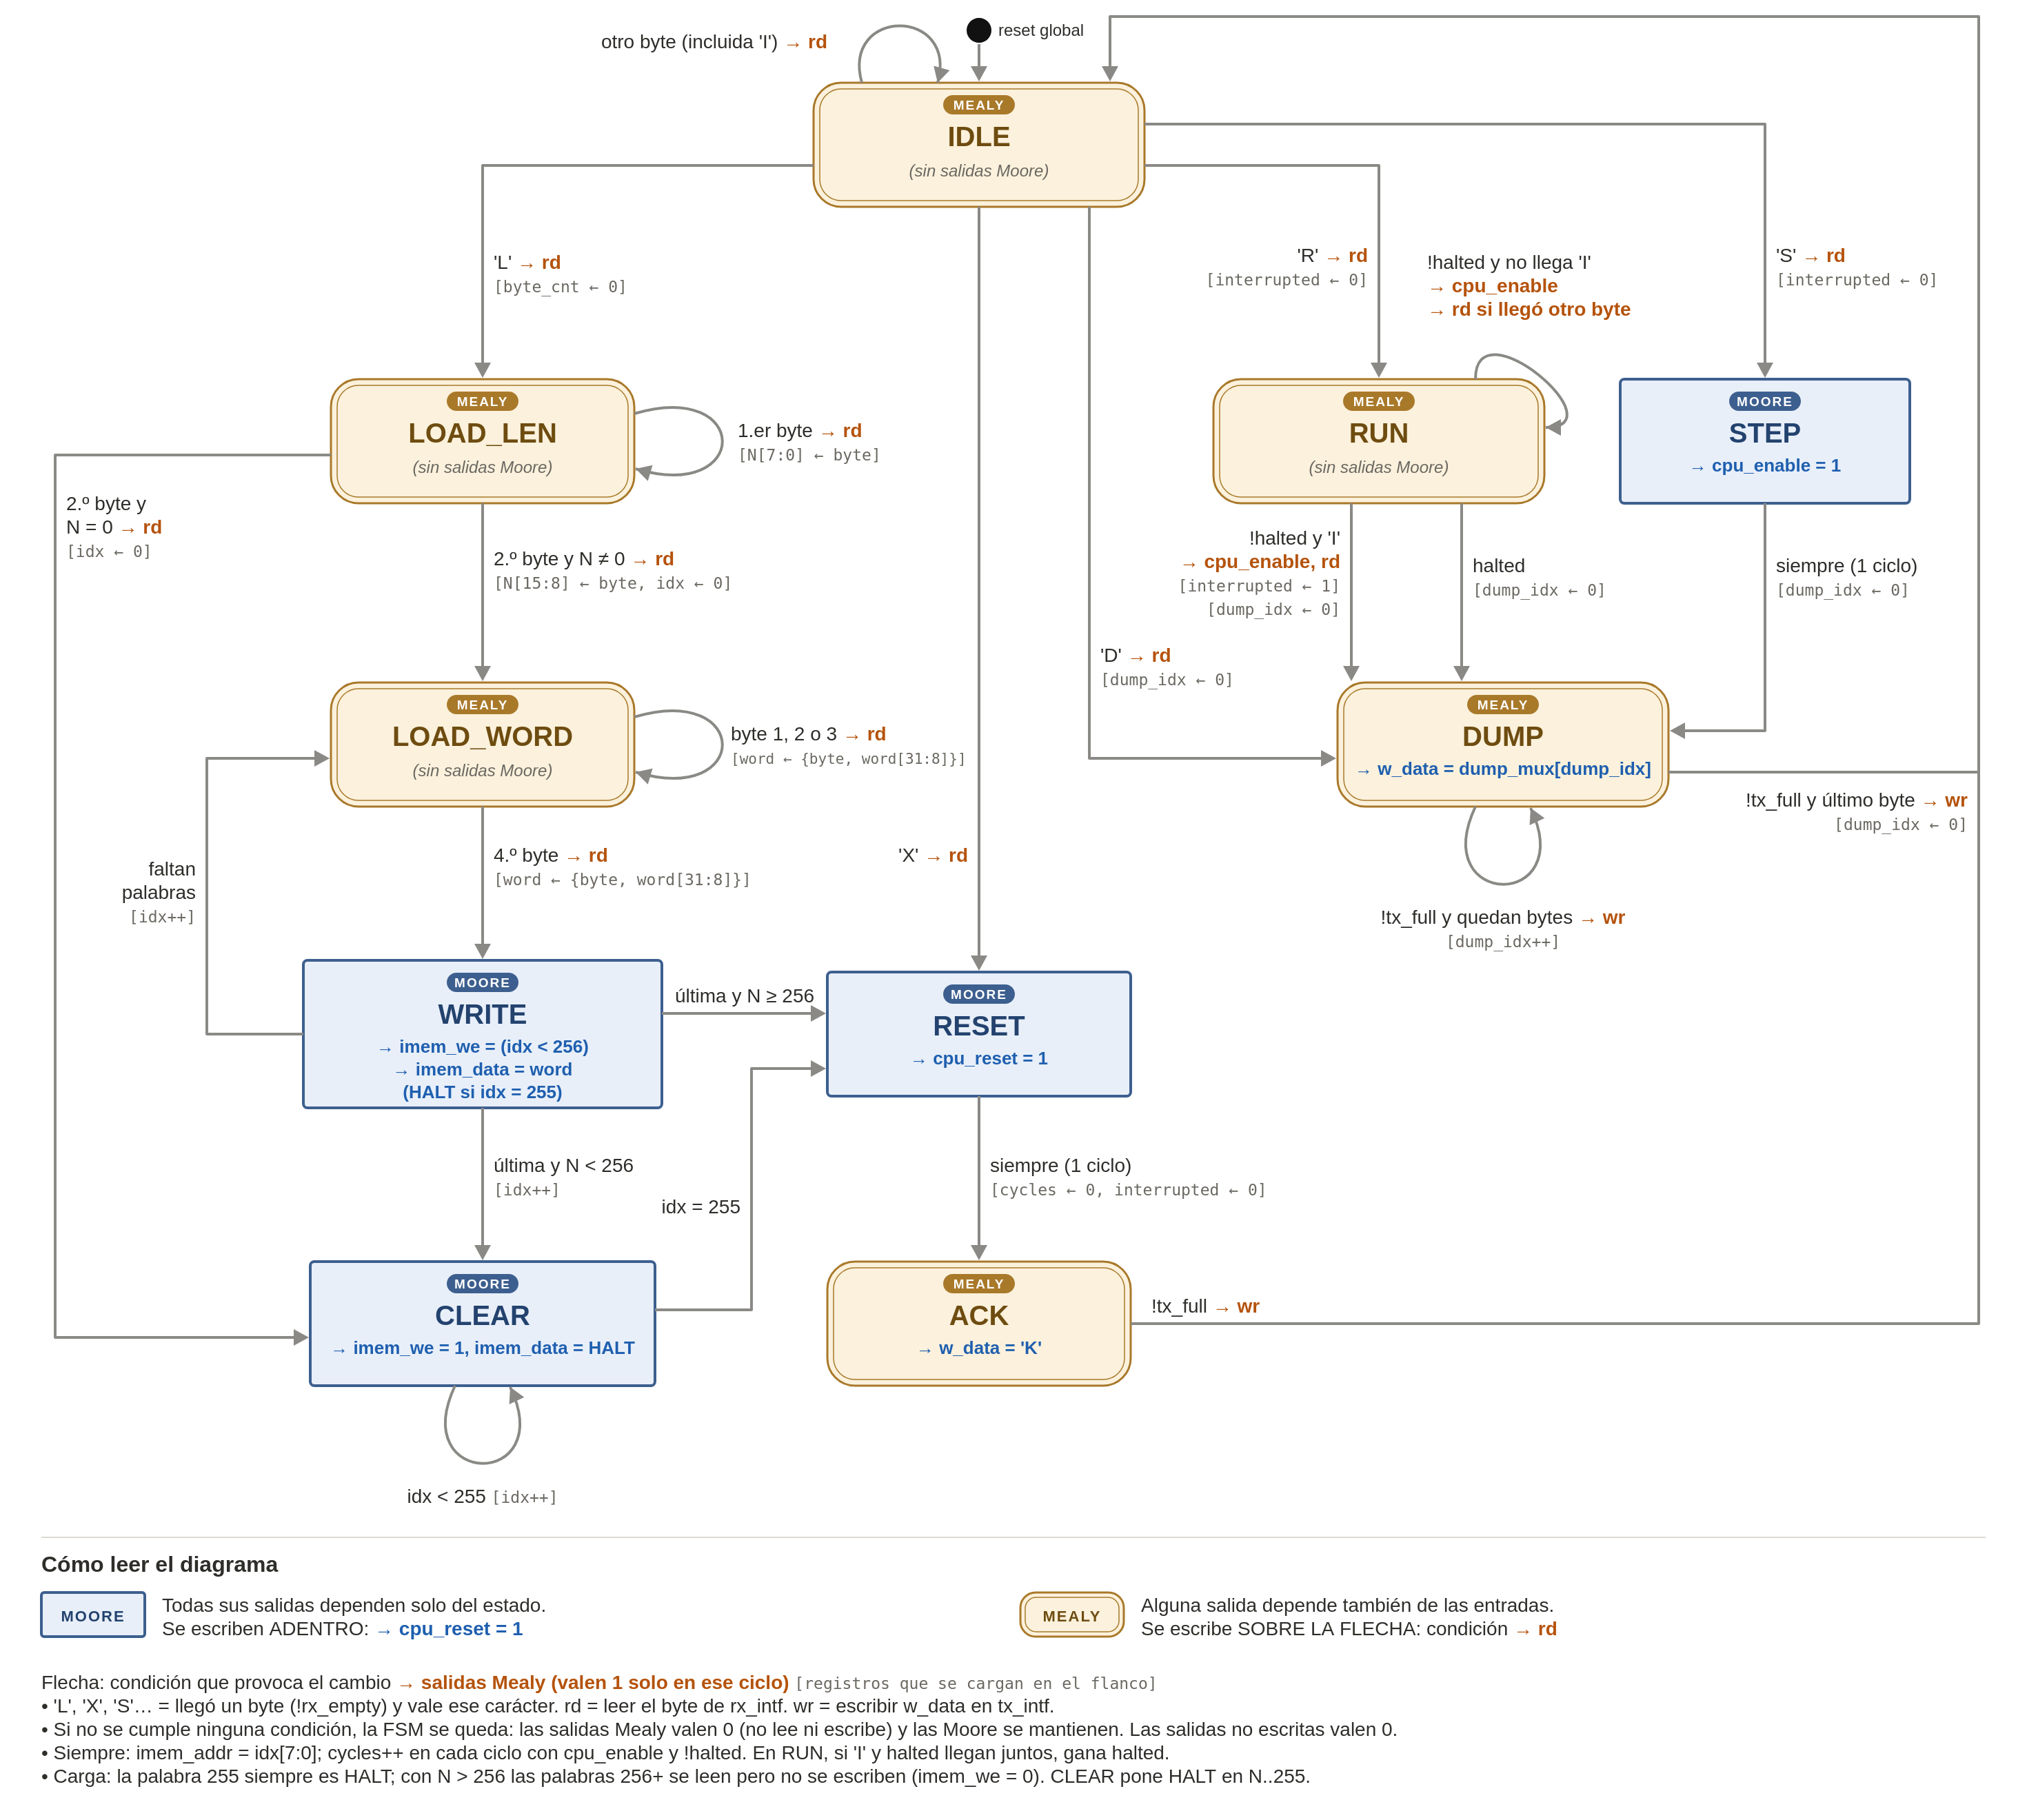 otro byte (incluida 'I') → rd
reset global
MEALY
IDLE
(sin salidas Moore)
'L' → rd
[byte_cnt ← 0]
'R' → rd
[interrupted ← 0]
!halted y no llega 'I'
→ cpu_enable
→ rd si llegó otro byte
'S' → rd
[interrupted ← 0]
MEALY
LOAD_LEN
(sin salidas Moore)
1.er byte → rd
[N[7:0] ← byte]
MEALY
RUN
(sin salidas Moore)
MOORE
STEP
→ cpu_enable = 1
2.º byte y
N = 0 → rd
[idx ← 0]
2.º byte y N ≠ 0 → rd
[N[15:8] ← byte, idx ← 0]
!halted y 'I'
→ cpu_enable, rd
[interrupted ← 1]
[dump_idx ← 0]
halted
[dump_idx ← 0]
siempre (1 ciclo)
[dump_idx ← 0]
'D' → rd
[dump_idx ← 0]
MEALY
LOAD_WORD
(sin salidas Moore)
byte 1, 2 o 3 → rd
[word ← {byte, word[31:8]}]
MEALY
DUMP
→ w_data = dump_mux[dump_idx]
!tx_full y último byte → wr
[dump_idx ← 0]
faltan
palabras
[idx++]
4.º byte → rd
[word ← {byte, word[31:8]}]
'X' → rd
!tx_full y quedan bytes → wr
[dump_idx++]
MOORE
WRITE
→ imem_we = (idx < 256)
→ imem_data = word
(HALT si idx = 255)
última y N ≥ 256
MOORE
RESET
→ cpu_reset = 1
última y N < 256
[idx++]
idx = 255
siempre (1 ciclo)
[cycles ← 0, interrupted ← 0]
MOORE
CLEAR
→ imem_we = 1, imem_data = HALT
MEALY
ACK
→ w_data = 'K'
!tx_full → wr
idx < 255 [idx++]
Cómo leer el diagrama
MOORE
Todas sus salidas dependen solo del estado.
Se escriben ADENTRO: → cpu_reset = 1
MEALY
Alguna salida depende también de las entradas.
Se escribe SOBRE LA FLECHA: condición → rd
Flecha: condición que provoca el cambio → salidas Mealy (valen 1 solo en ese ciclo) [registros que se cargan en el flanco]
• 'L', 'X', 'S'… = llegó un byte (!rx_empty) y vale ese carácter. rd = leer el byte de rx_intf. wr = escribir w_data en tx_intf.
• Si no se cumple ninguna condición, la FSM se queda: las salidas Mealy valen 0 (no lee ni escribe) y las Moore se mantienen. Las salidas no escritas valen 0.
• Siempre: imem_addr = idx[7:0]; cycles++ en cada ciclo con cpu_enable y !halted. En RUN, si 'I' y halted llegan juntos, gana halted.
• Carga: la palabra 255 siempre es HALT; con N > 256 las palabras 256+ se leen pero no se escriben (imem_we = 0). CLEAR pone HALT en N..255.